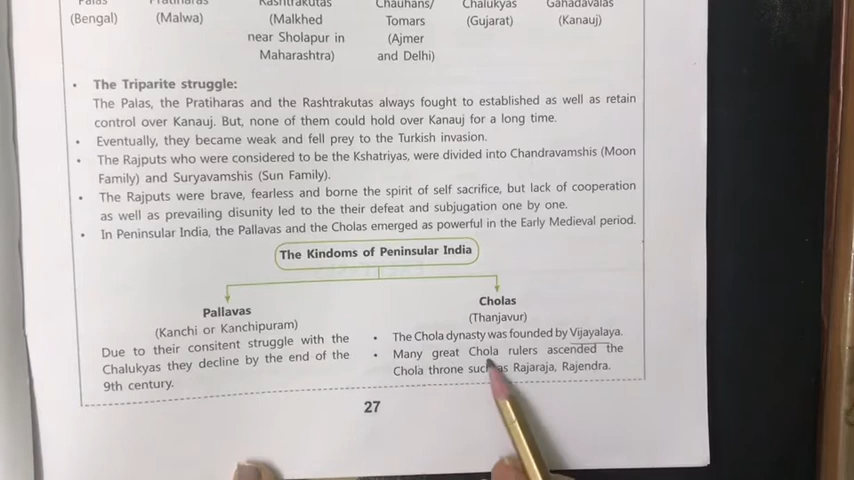 Palas Pratiharas Rashtrakutas Chauhans/ Chalukyas Gahadavalas
(Bengal) (Malwa) (Malkhed Tomars (Gujarat) (Kanauj)
near Sholapur in (Ajmer
Maharashtra) and Delhi)
• The Triparite struggle:
The Palas, the Pratiharas and the Rashtrakutas always fought to established as well as retain
control over Kanauj. But, none of them could hold over Kanauj for a long time.
• Eventually, they became weak and fell prey to the Turkish invasion.
• The Rajputs who were considered to be the Kshatriyas, were divided into Chandravamshis (Moon
Family) and Suryavamshis (Sun Family).
• The Rajputs were brave, fearless and borne the spirit of self sacrifice, but lack of cooperation
as well as prevailing disunity led to the their defeat and subjugation one by one.
• In Peninsular India, the Pallavas and the Cholas emerged as powerful in the Early Medieval period.
The Kindoms of Peninsular India
Pallavas
(Kanchi or Kanchipuram)
Due to their consitent struggle with the
Chalukyas they decline by the end of the
9th century.
Cholas
(Thanjavur)
• The Chola dynasty was founded by Vijayalaya.
• Many great Chola rulers ascended the
Chola throne such as Rajaraja, Rajendra.
27